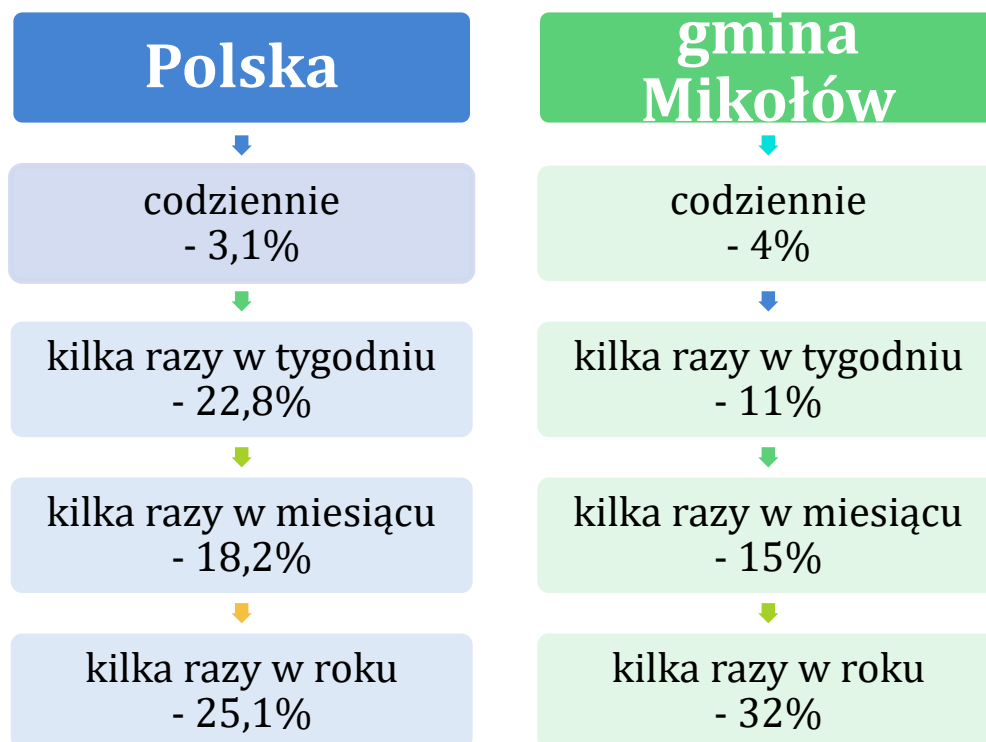 Polska
codziennie
- 3,1%
kilka razy w tygodniu
- 22,8%
kilka razy w miesiącu
- 18,2%
kilka razy w roku
- 25,1%
gmina
Mikołów
codziennie
- 4%
kilka razy w tygodniu
- 11%
kilka razy w miesiącu
- 15%
kilka razy w roku
- 32%